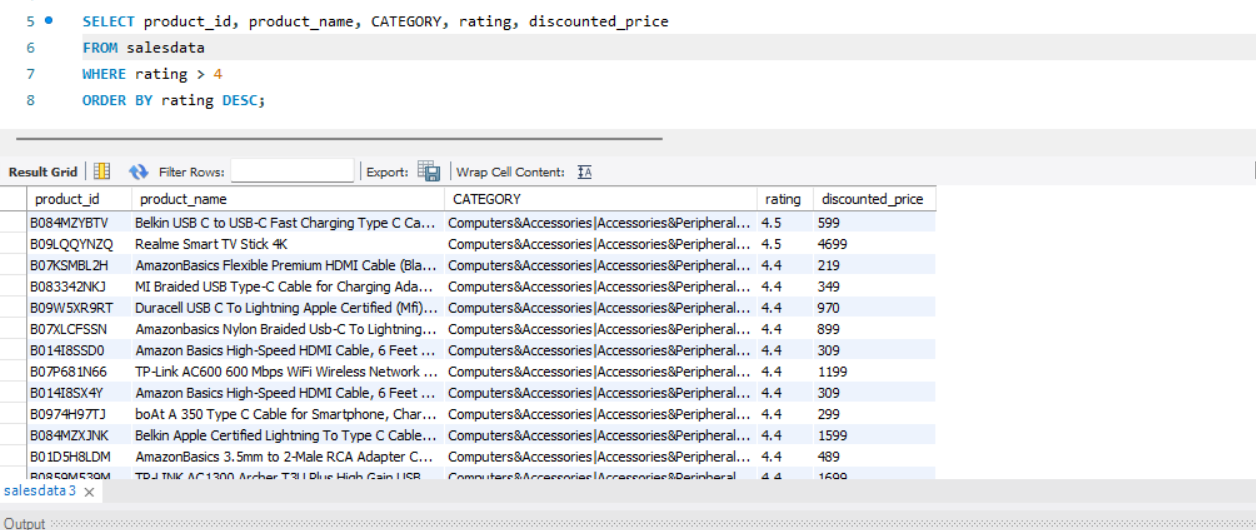 5 SELECT product_id, product_name, CATEGORY, rating, discounted_price
6 FROM salesdata
7 WHERE rating > 4
8 ORDER BY rating DESC;
Result Grid Filter Rows: Export: Wrap Cell Content: IA
product_id product_name CATEGORY rating discounted_price
B084MZYBTV Belkin USB C to USB-C Fast Charging Type C Ca... Computers&Accessories|Accessories&Peripheral... 4.5 599
B09LQQYNZQ Realme Smart TV Stick 4K Computers&Accessories|Accessories&Peripheral... 4.5 4699
B07KSMBL2H AmazonBasics Flexible Premium HDMI Cable (Bla... Computers&Accessories|Accessories&Peripheral... 4.4 219
B083342NKJ MI Braided USB Type-C Cable for Charging Ada... Computers&Accessories|Accessories&Peripheral... 4.4 349
B09W5XR9RT Duracell USB C To Lightning Apple Certified (Mfi)... Computers&Accessories|Accessories&Peripheral... 4.4 970
B07XLCFSSN Amazonbasics Nylon Braided Usb-C To Lightning... Computers&Accessories|Accessories&Peripheral... 4.4 899
B014I8SSD0 Amazon Basics High-Speed HDMI Cable, 6 Feet ... Computers&Accessories|Accessories&Peripheral... 4.4 309
B07P681N66 TP-Link AC600 600 Mbps WiFi Wireless Network ... Computers&Accessories|Accessories&Peripheral... 4.4 1199
B014I8SX4Y Amazon Basics High-Speed HDMI Cable, 6 Feet ... Computers&Accessories|Accessories&Peripheral... 4.4 309
B0974H97TJ boAt A 350 Type C Cable for Smartphone, Char... Computers&Accessories|Accessories&Peripheral... 4.4 299
B084MZXJNK Belkin Apple Certified Lightning To Type C Cable... Computers&Accessories|Accessories&Peripheral... 4.4 1599
B01D5H8LDM AmazonBasics 3.5mm to 2-Male RCA Adapter C... Computers&Accessories|Accessories&Peripheral... 4.4 489
B0859M539M TP-LINK AC1300 Archer T3U Plus High Gain USB Computers&Accessories|Accessories&Peripheral... 4.4 1699
salesdata 3
Output